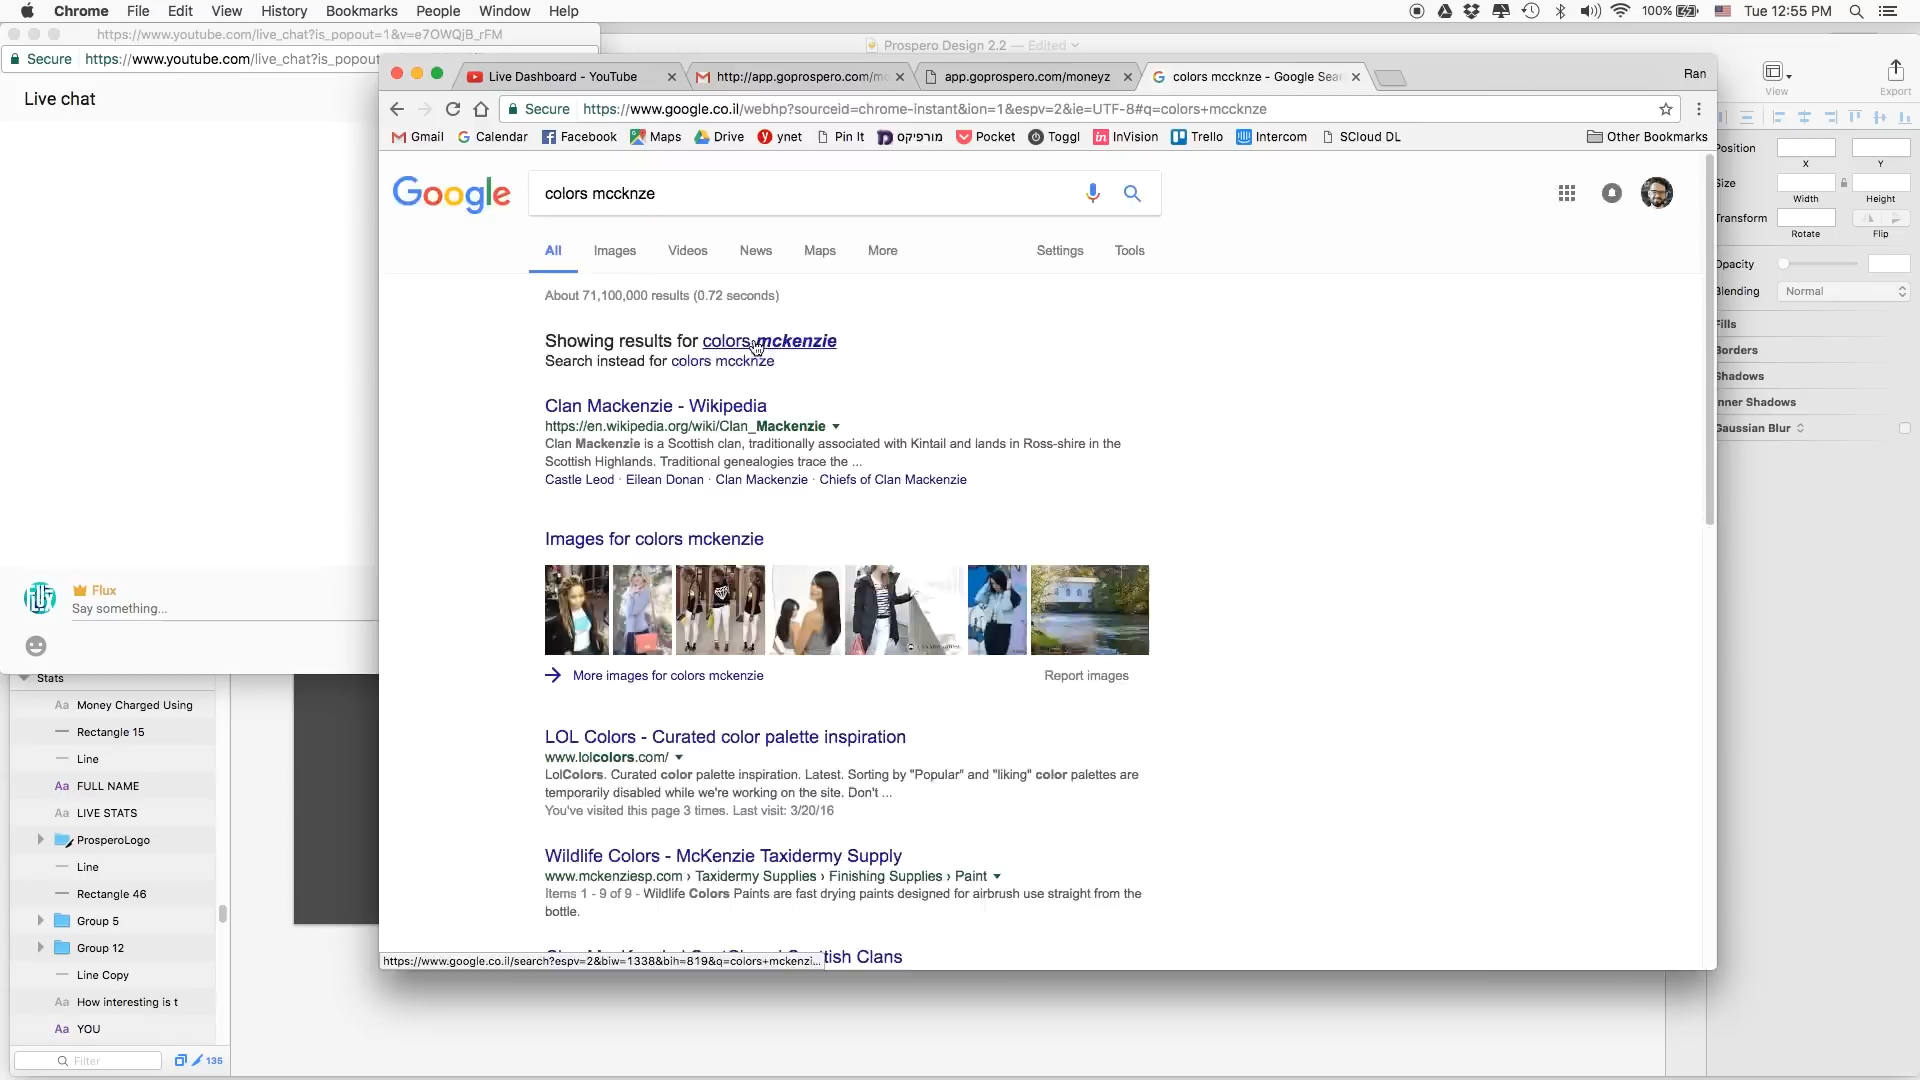 Chrome File Edit View History Bookmarks People Window Help
100% Tue 12:55 PM
https://www.youtube.com/live_chat?is_popout=1&v=e7OWQjB_rFM
Secure https://www.youtube.com/live_chat?is_popout
Live chat
Flux
Say something...
Prospero Design 2.2 — Edited
Live Dashboard - YouTube
http://app.goprospero.com/m
app.goprospero.com/moneyz
colors mccknze - Google Sea
Ran
Secure https://www.google.co.il/webhp?sourceid=chrome-instant&ion=1&espv=2&ie=UTF-8#q=colors+mccknze
Gmail Calendar Facebook Maps Drive ynet Pin It מורפיקס Pocket Toggl InVision Trello Intercom SCloud DL Other Bookmarks
Google
colors mccknze
All Images Videos News Maps More Settings Tools
About 71,100,000 results (0.72 seconds)
Showing results for colors mckenzie
Search instead for colors mccknze
Clan Mackenzie - Wikipedia
https://en.wikipedia.org/wiki/Clan_Mackenzie
Clan Mackenzie is a Scottish clan, traditionally associated with Kintail and lands in Ross-shire in the
Scottish Highlands. Traditional genealogies trace the ...
Castle Leod · Eilean Donan · Clan Mackenzie · Chiefs of Clan Mackenzie
Images for colors mckenzie
More images for colors mckenzie
Report images
LOL Colors - Curated color palette inspiration
www.lolcolors.com/
LolColors. Curated color palette inspiration. Latest. Sorting by "Popular" and "liking" color palettes are
temporarily disabled while we're working on the site. Don't ...
You've visited this page 3 times. Last visit: 3/20/16
Wildlife Colors - McKenzie Taxidermy Supply
www.mckenziesp.com › Taxidermy Supplies › Finishing Supplies › Paint
Items 1 - 9 of 9 - Wildlife Colors Paints are fast drying paints designed for airbrush use straight from the
bottle.
tish Clans
https://www.google.co.il/search?espv=2&biw=1338&bih=819&q=colors+mckenzi...
Stats
Aa Money Charged Using
Rectangle 15
Line
Aa FULL NAME
Aa LIVE STATS
ProsperoLogo
Line
Rectangle 46
Group 5
Group 12
Line Copy
Aa How interesting is t
Aa YOU
Filter
135
View
Export
Position
X
Y
Size
Width
Height
Transform
Rotate
Flip
Opacity
Blending
Normal
Fills
Borders
Shadows
nner Shadows
Gaussian Blur